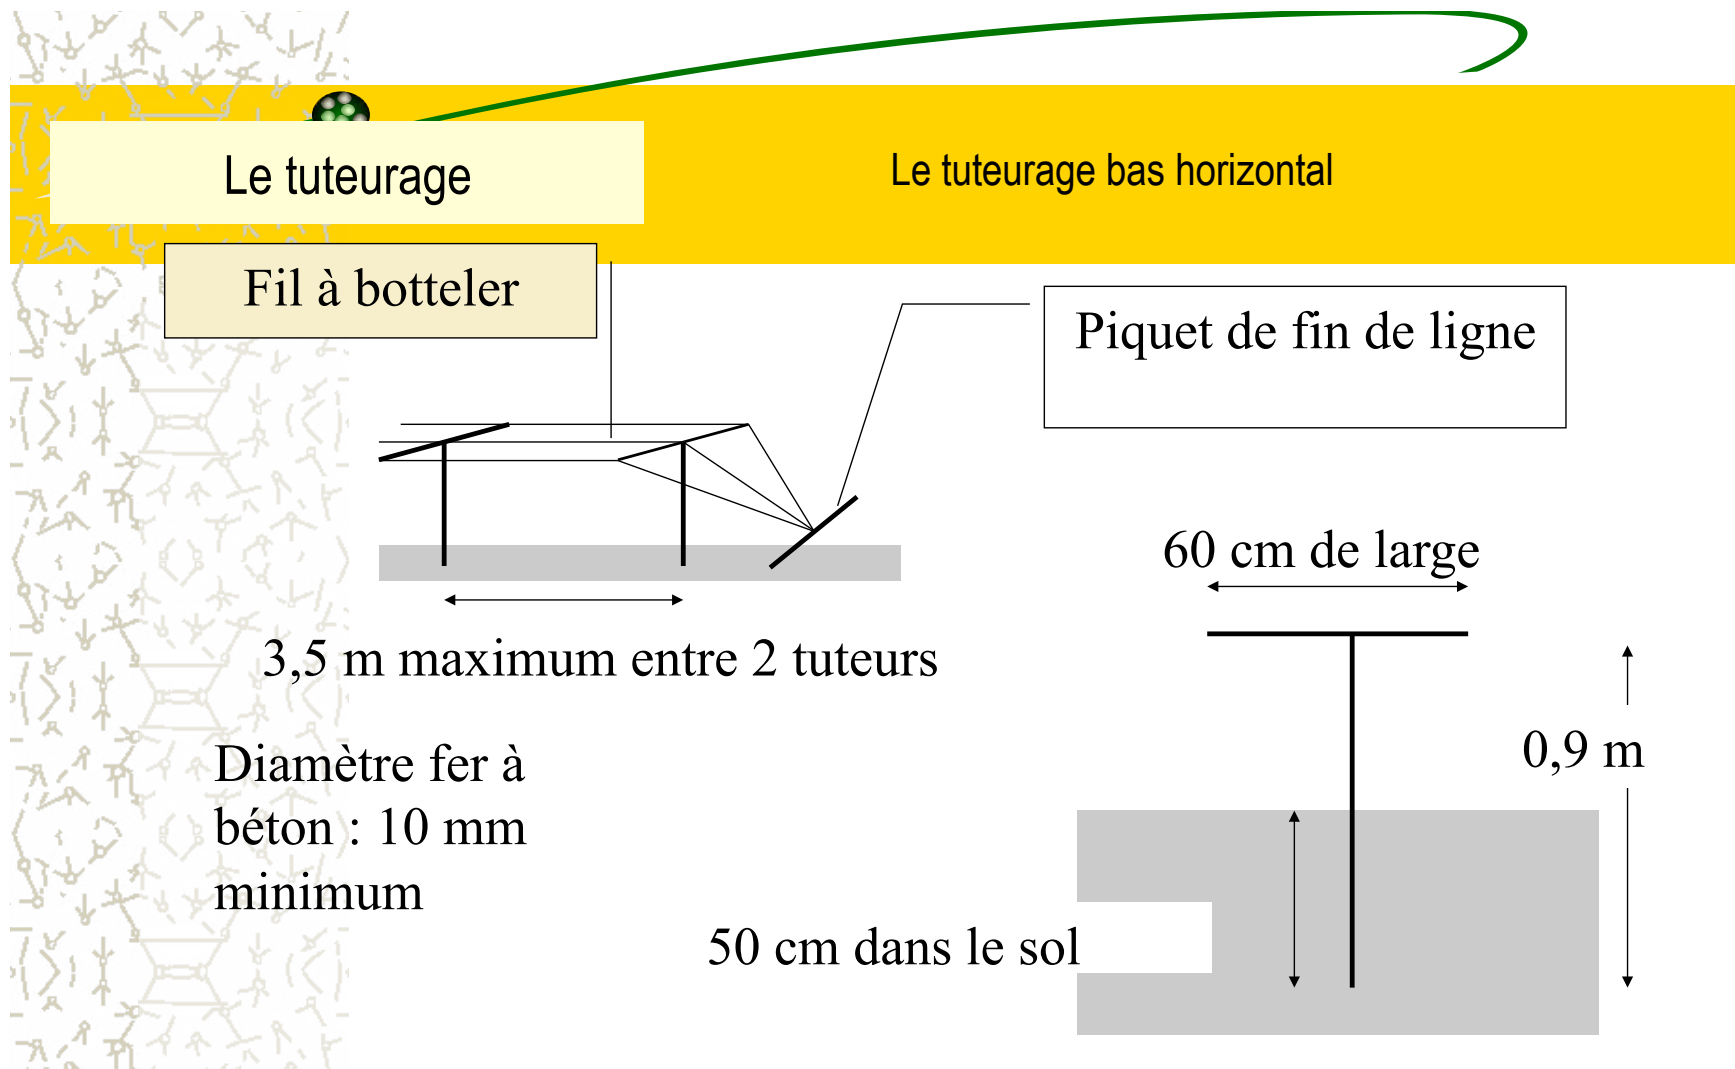 Le tuteurage
Le tuteurage bas horizontal
Fil à botteler
Piquet de fin de ligne
60 cm de large
3,5 m maximum entre 2 tuteurs
0,9 m
Diamètre fer à
béton : 10 mm
minimum
50 cm dans le sol